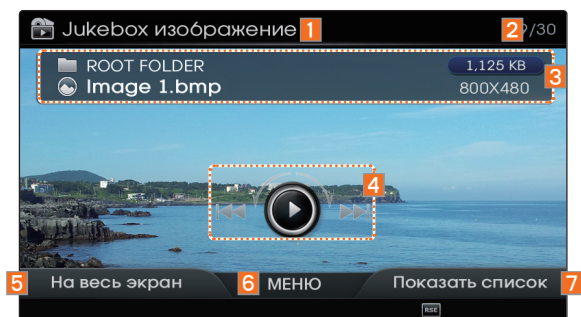 Jukebox изображение 1
2 /30
ROOT FOLDER 1,125 KB
3
Image 1.bmp 800X480
4
5 На весь экран 6 МЕНЮ Показать список 7
RSE